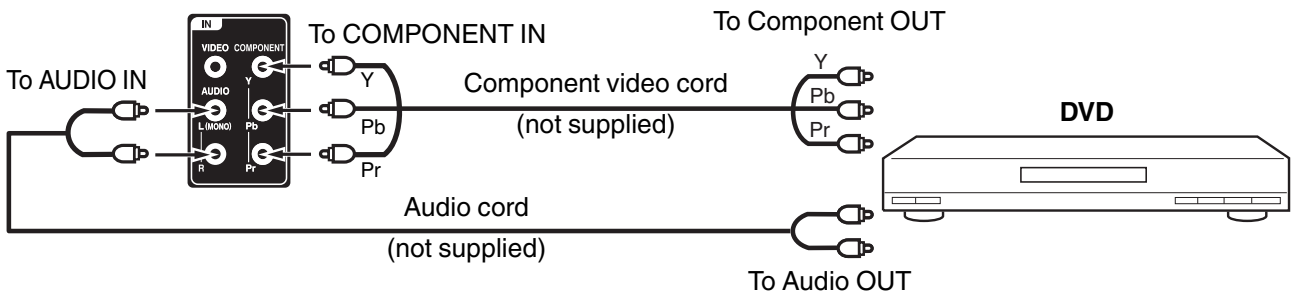 IN
VIDEO COMPONENT
Y
AUDIO
L(MONO) Pb
R Pr
To AUDIO IN
To COMPONENT IN
Y
Pb
Pr
Component video cord
(not supplied)
To Component OUT
Y
Pb
Pr
DVD
Audio cord
(not supplied)
To Audio OUT